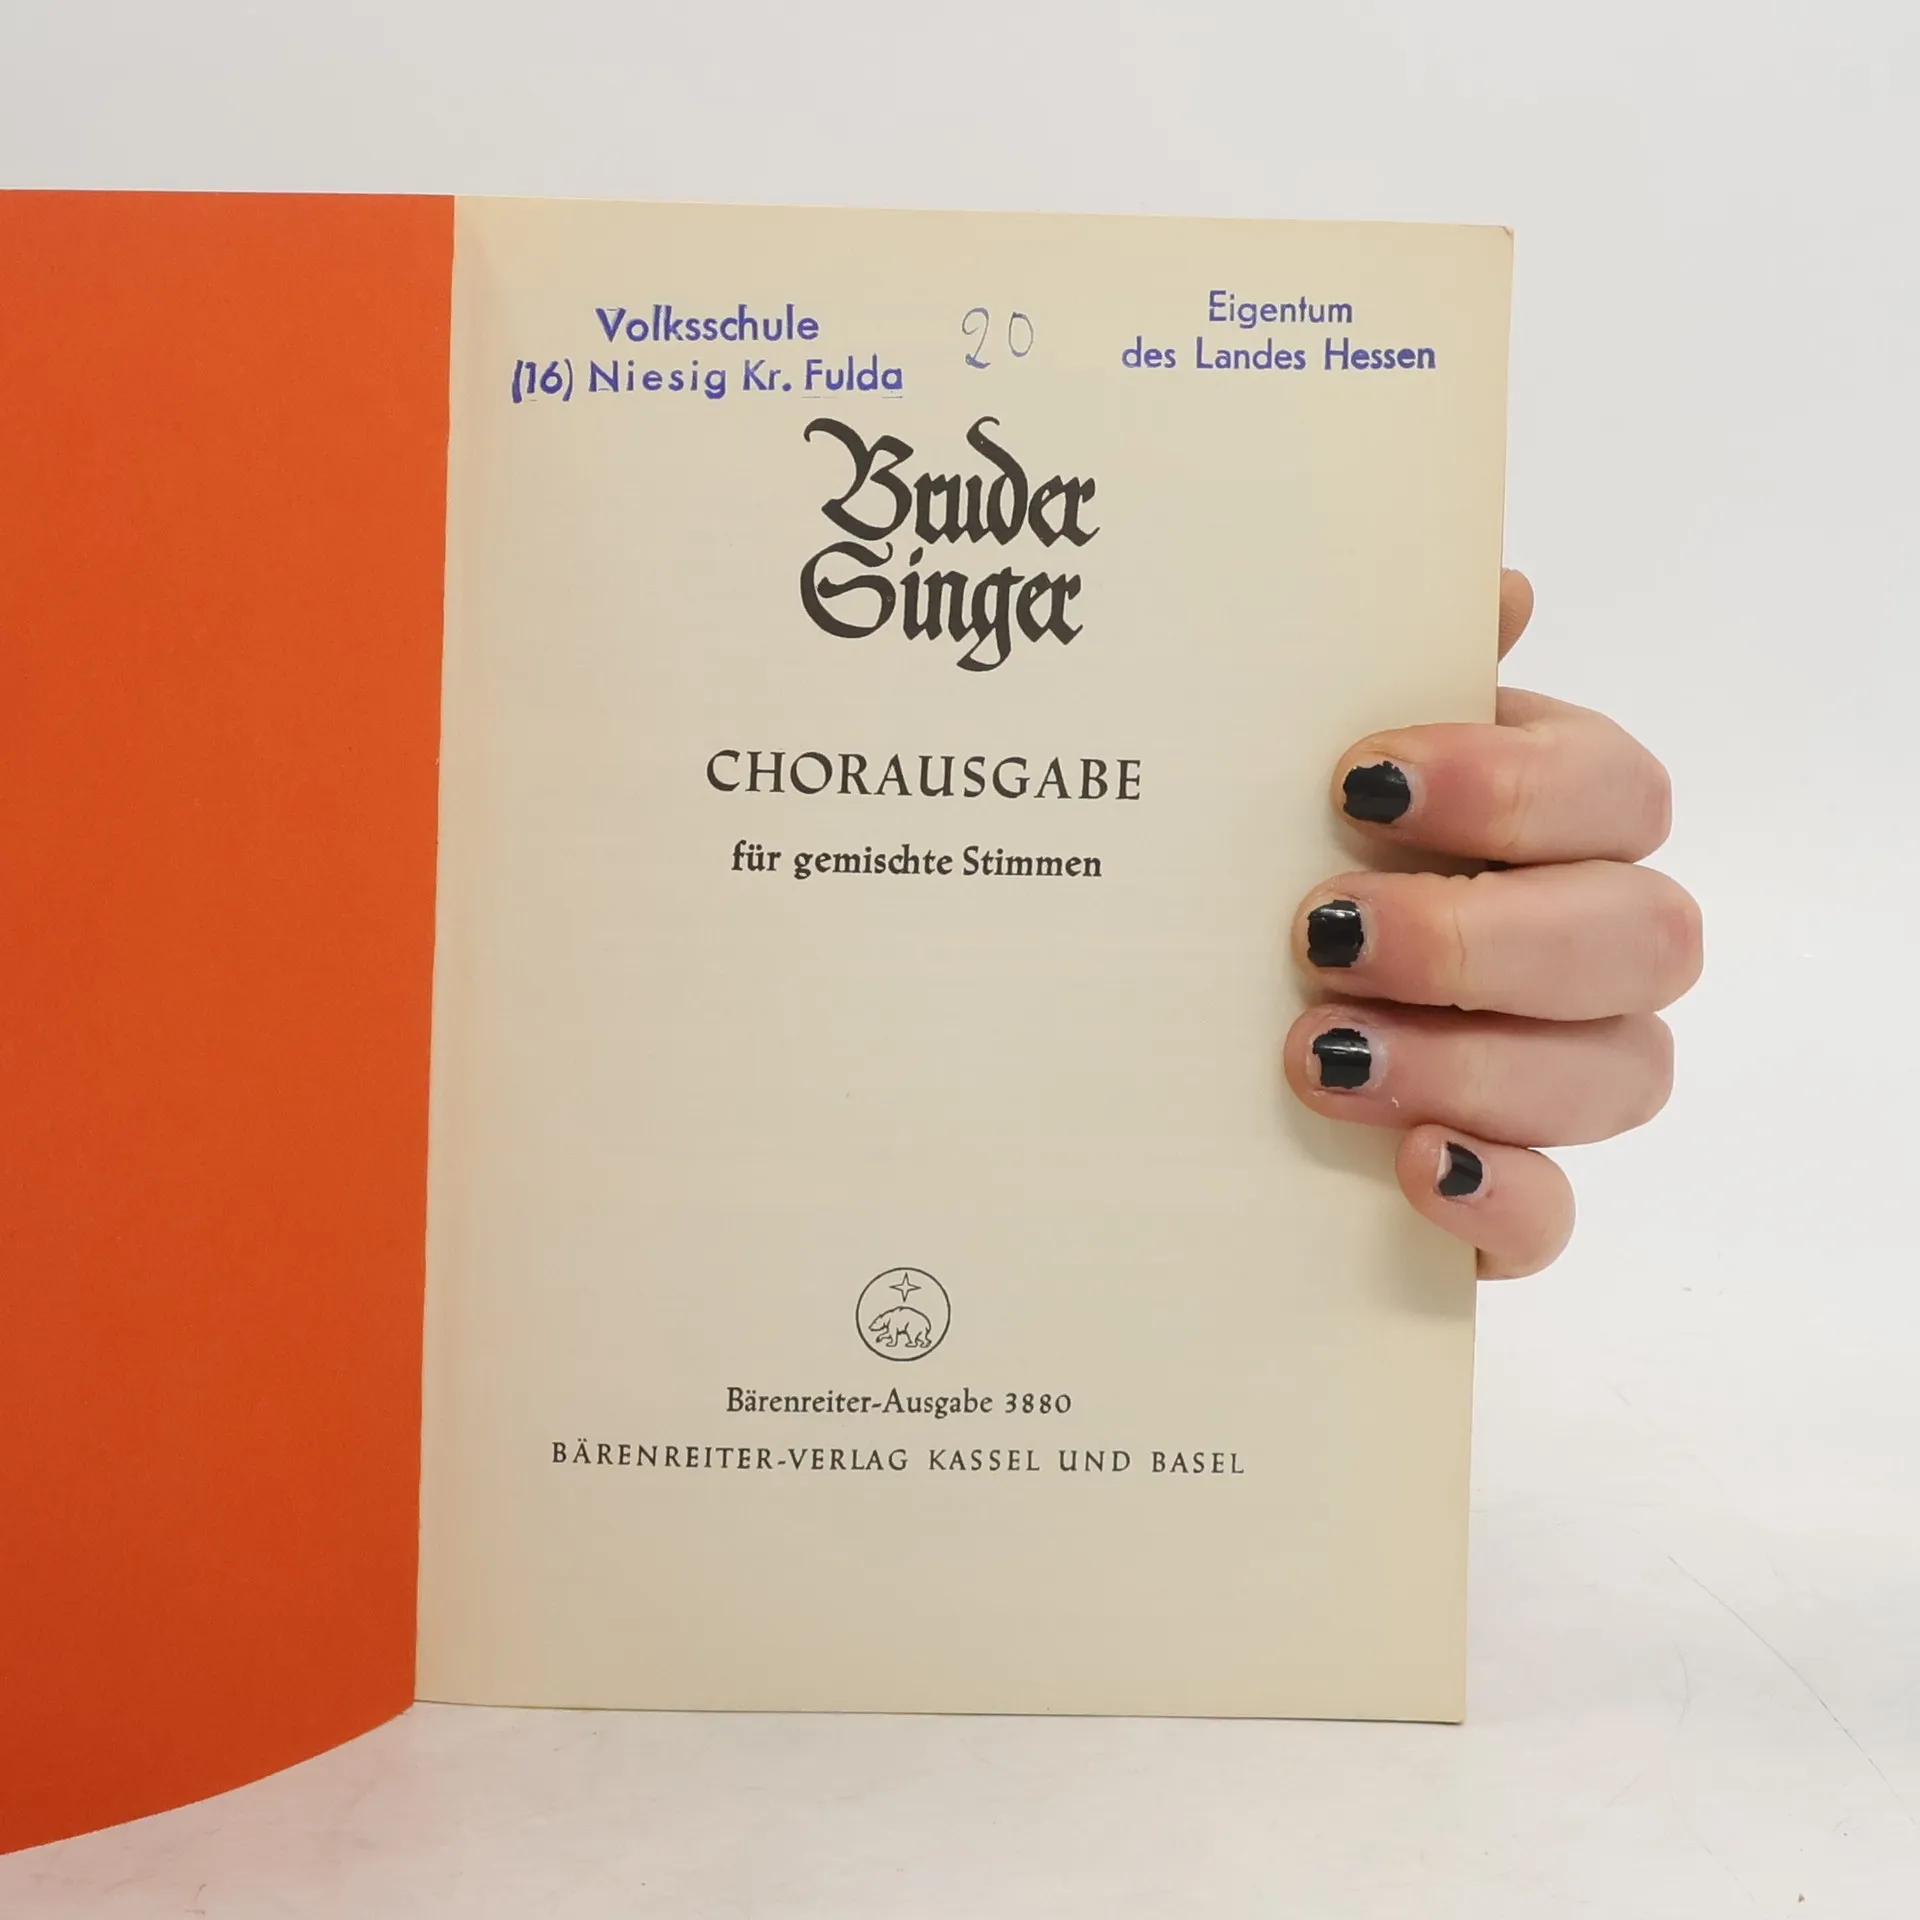 Volksschule
(16) Niesig Kr. Fulda
20
Eigentum
des Landes Hessen
Bruder
Singer
CHORAUSGABE
für gemischte Stimmen
Bärenreiter-Ausgabe 3880
BÄRENREITER-VERLAG KASSEL UND BASEL